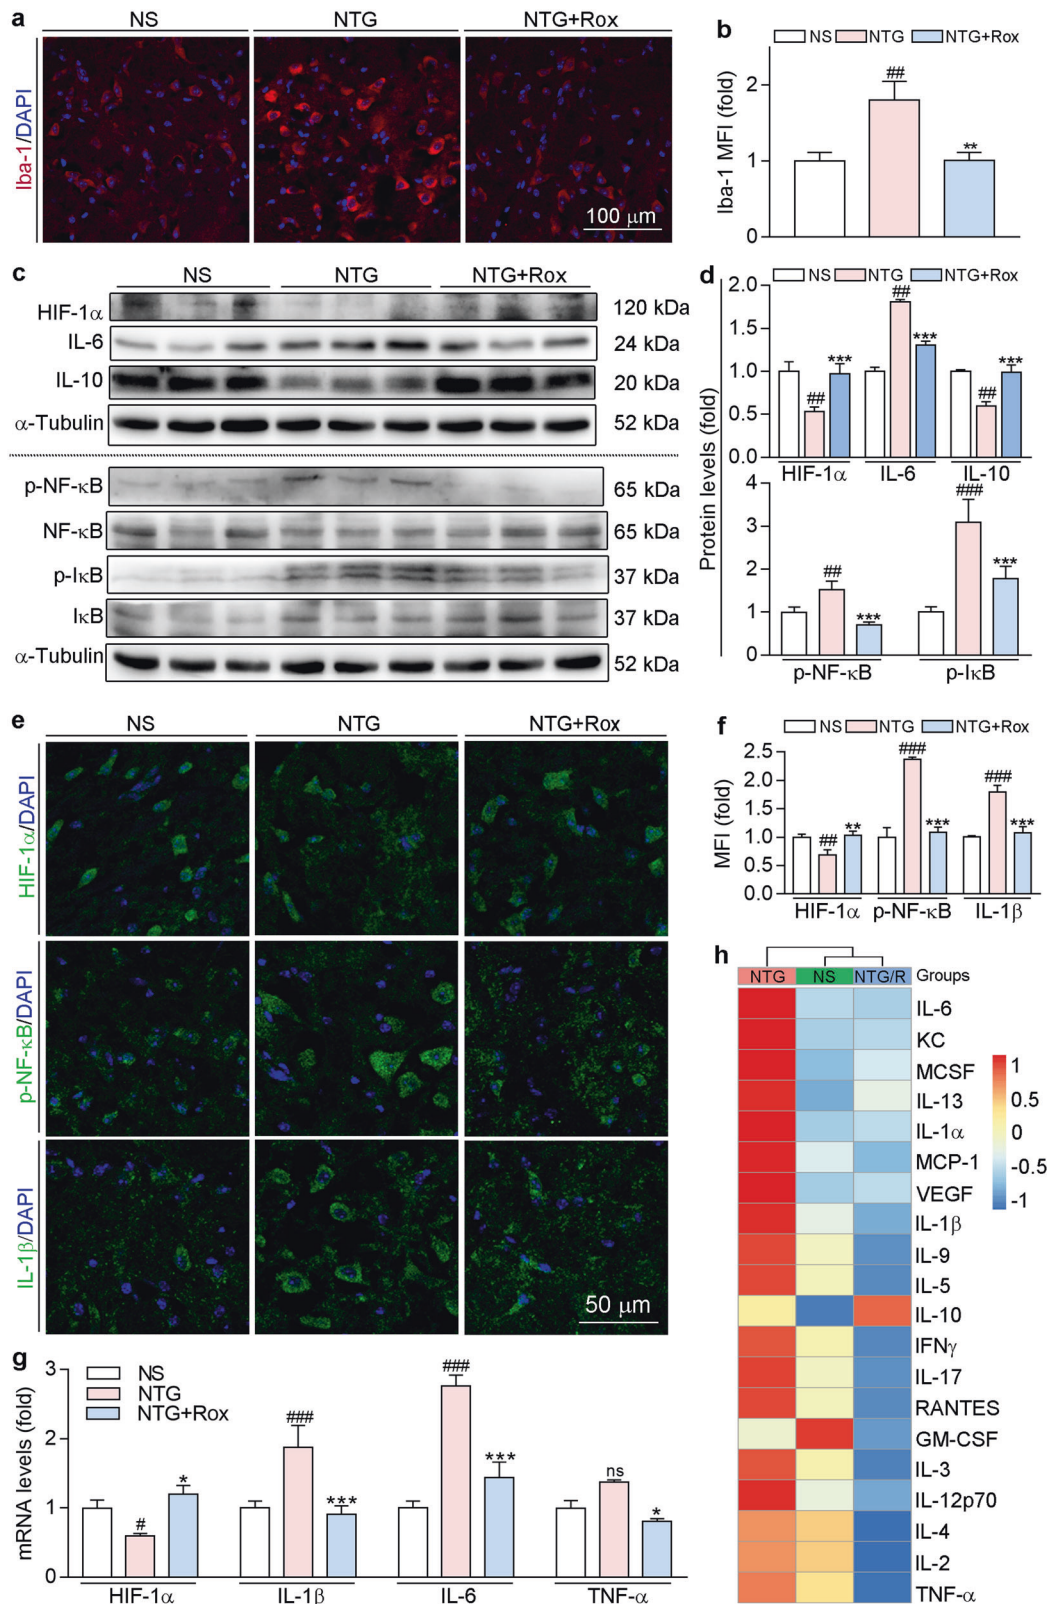 a
NS NTG NTG+Rox
Iba-1/DAPI
100 μm
b
NS NTG NTG+Rox
Iba-1 MFI (fold)
2
1
0
##
**
c
NS NTG NTG+Rox
HIF-1α 120 kDa
IL-6 24 kDa
IL-10 20 kDa
α-Tubulin 52 kDa
p-NF-κB 65 kDa
NF-κB 65 kDa
p-IκB 37 kDa
IκB 37 kDa
α-Tubulin 52 kDa
d
NS NTG NTG+Rox
Protein levels (fold)
2.0
1.5
1.0
0.5
0.0
## *** ## *** ## ***
HIF-1α IL-6 IL-10
4
3
2
1
0
## *** ### ***
p-NF-κB p-IκB
e
NS NTG NTG+Rox
HIF-1α/DAPI
p-NF-κB/DAPI
IL-1β/DAPI
50 μm
f
NS NTG NTG+Rox
MFI (fold)
2.5
2.0
1.5
1.0
0.5
0.0
## ** ### *** ### ***
HIF-1α p-NF-κB IL-1β
g
NS
NTG
NTG+Rox
mRNA levels (fold)
3
2
1
0
# * ### *** ### *** ns *
HIF-1α IL-1β IL-6 TNF-α
h
NTG NS NTG/R Groups
IL-6
KC
MCSF
IL-13
IL-1α
MCP-1
VEGF
IL-1β
IL-9
IL-5
IL-10
IFNγ
IL-17
RANTES
GM-CSF
IL-3
IL-12p70
IL-4
IL-2
TNF-α
1
0.5
0
-0.5
-1